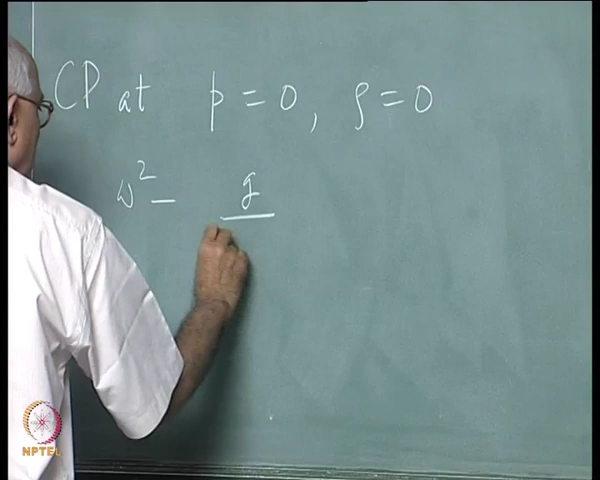 CP at p = 0, ρ = 0
ω² – g
NPTEL